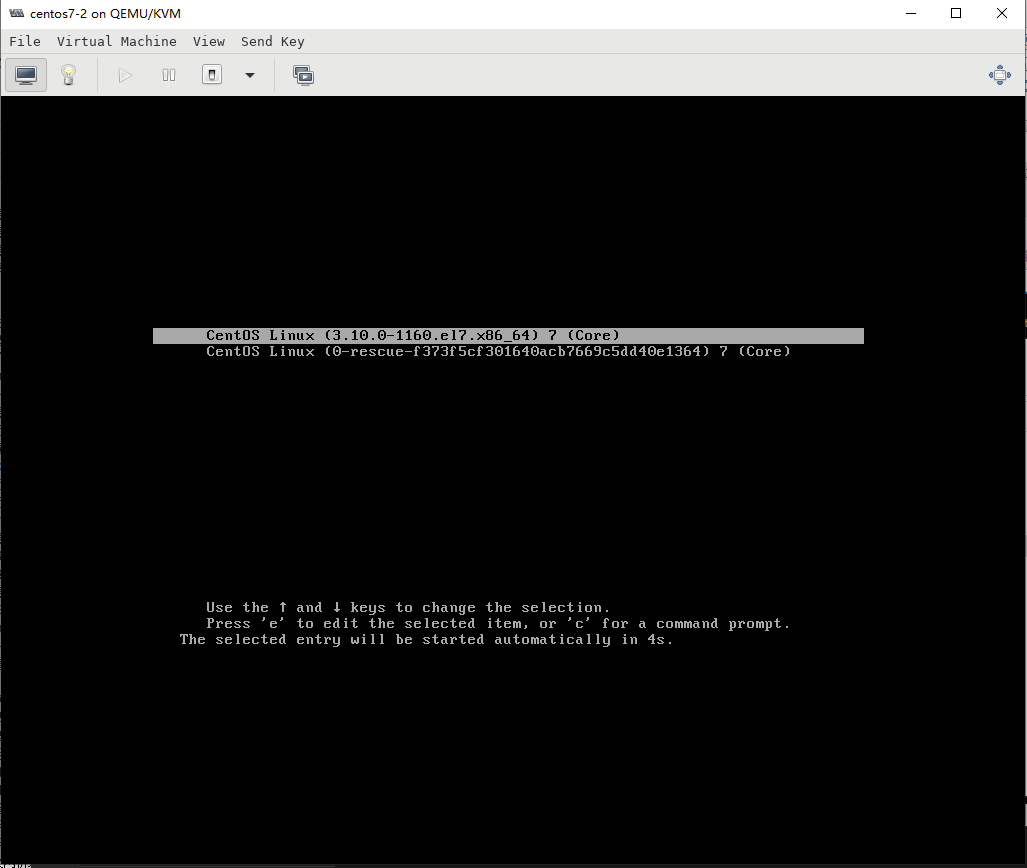 centos7-2 on QEMU/KVM
File Virtual Machine View Send Key
CentOS Linux (3.10.0-1160.el7.x86_64) 7 (Core)
CentOS Linux (0-rescue-f373f5cf301640acb7669c5dd40e1364) 7 (Core)
Use the ↑ and ↓ keys to change the selection.
Press 'e' to edit the selected item, or 'c' for a command prompt.
The selected entry will be started automatically in 4s.